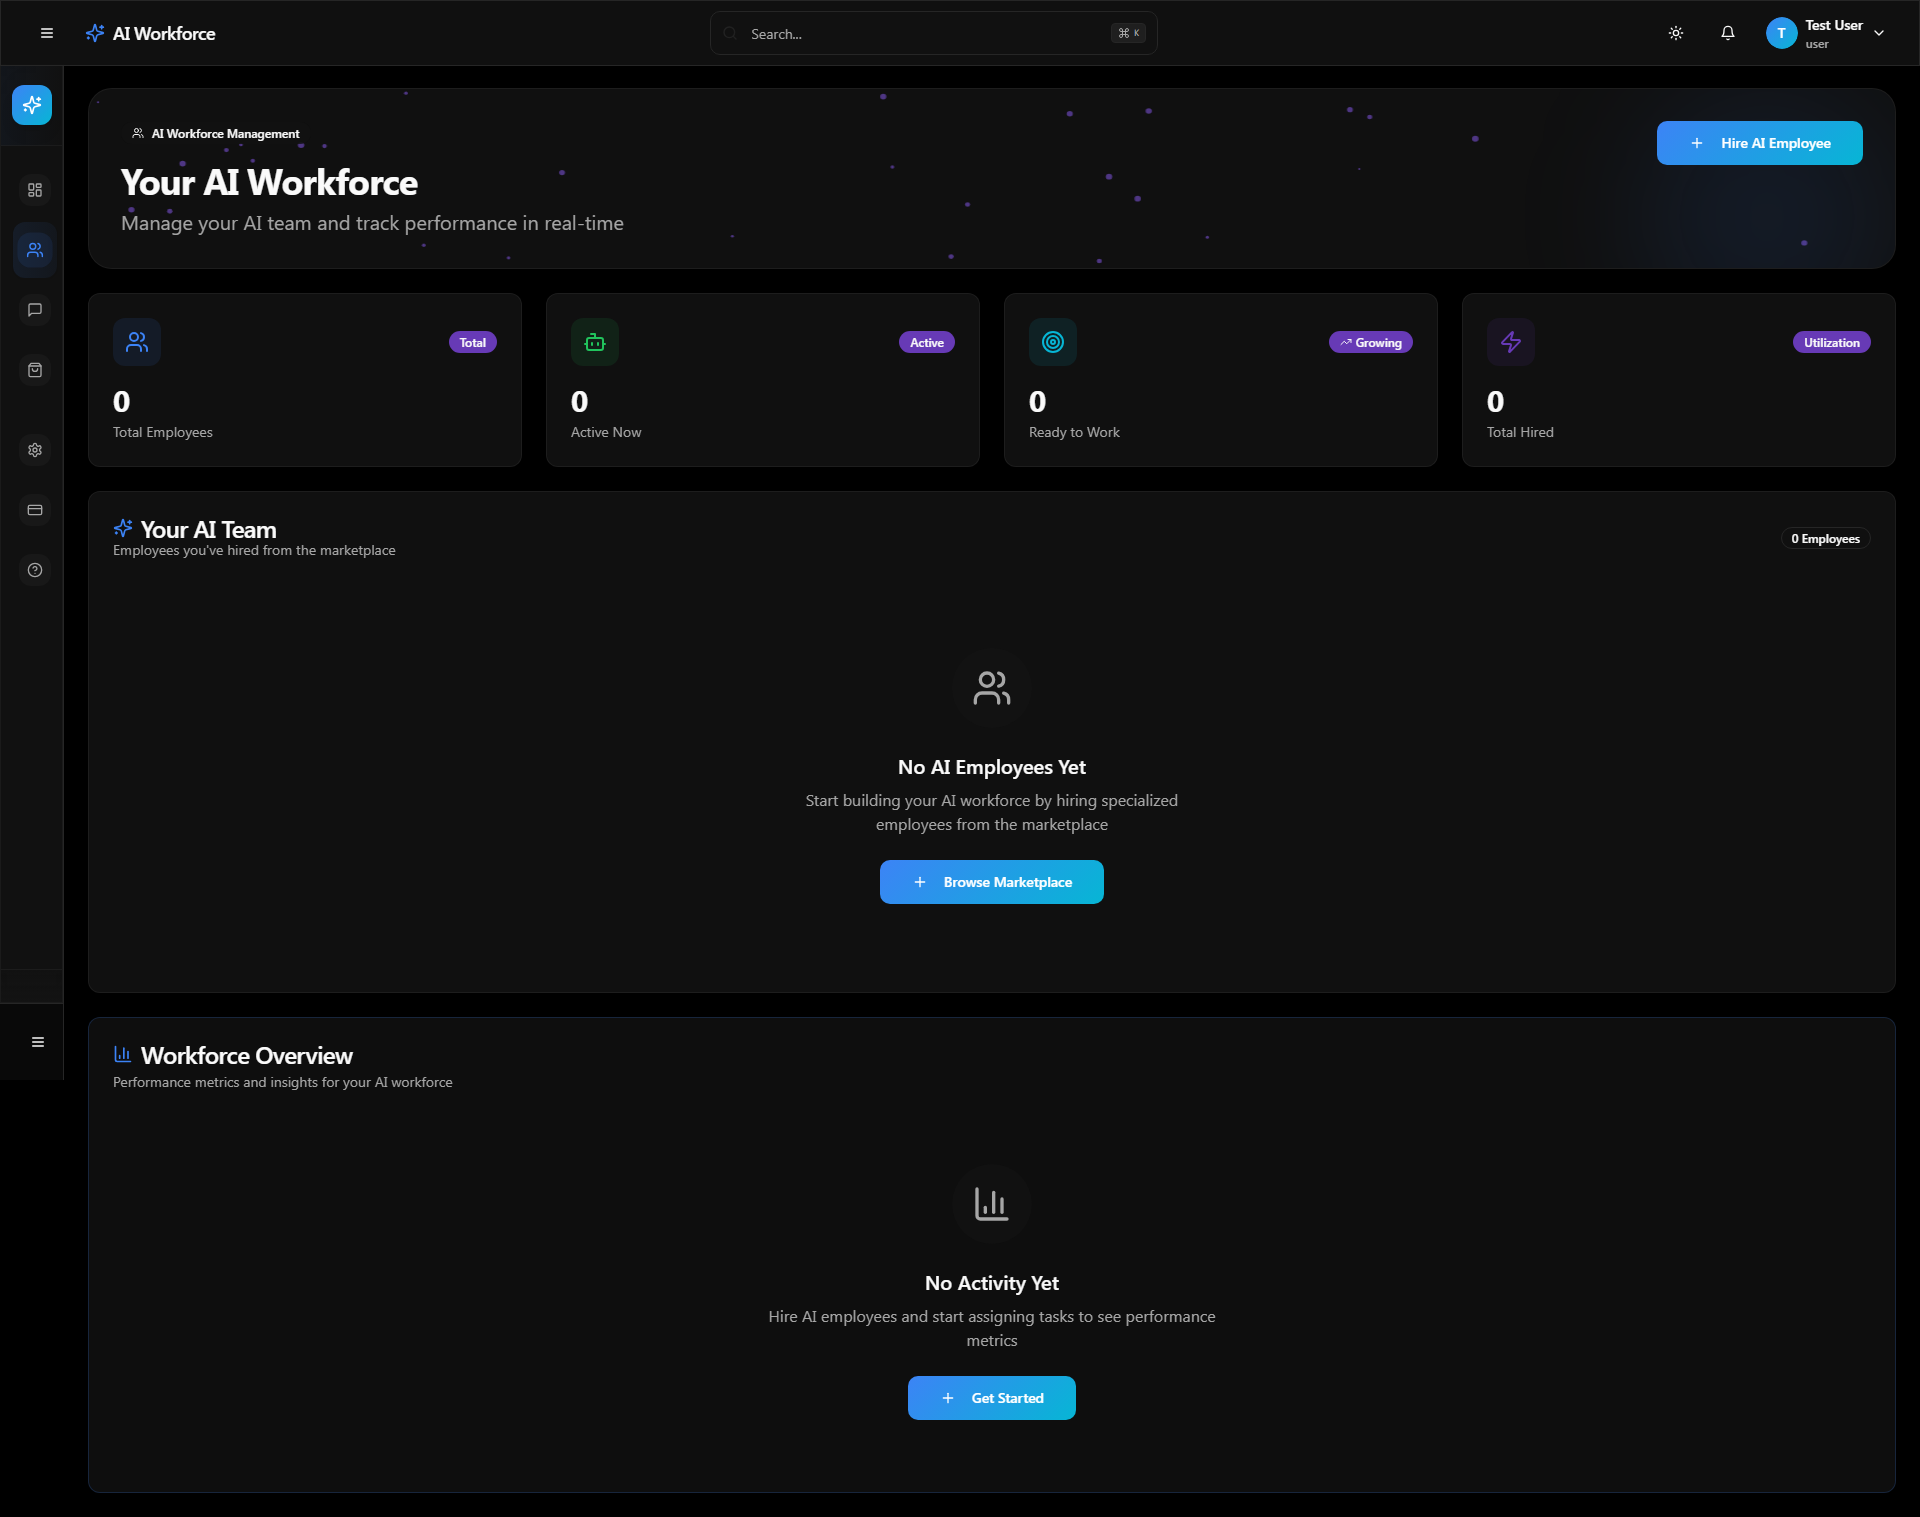 AI Workforce
Search...
⌘ K
Test User
user
T
AI Workforce Management
Your AI Workforce
Manage your AI team and track performance in real-time
Hire AI Employee
Total
0
Total Employees
Active
0
Active Now
Growing
0
Ready to Work
Utilization
0
Total Hired
Your AI Team
Employees you've hired from the marketplace
0 Employees
No AI Employees Yet
Start building your AI workforce by hiring specialized
employees from the marketplace
Browse Marketplace
Workforce Overview
Performance metrics and insights for your AI workforce
No Activity Yet
Hire AI employees and start assigning tasks to see performance
metrics
Get Started